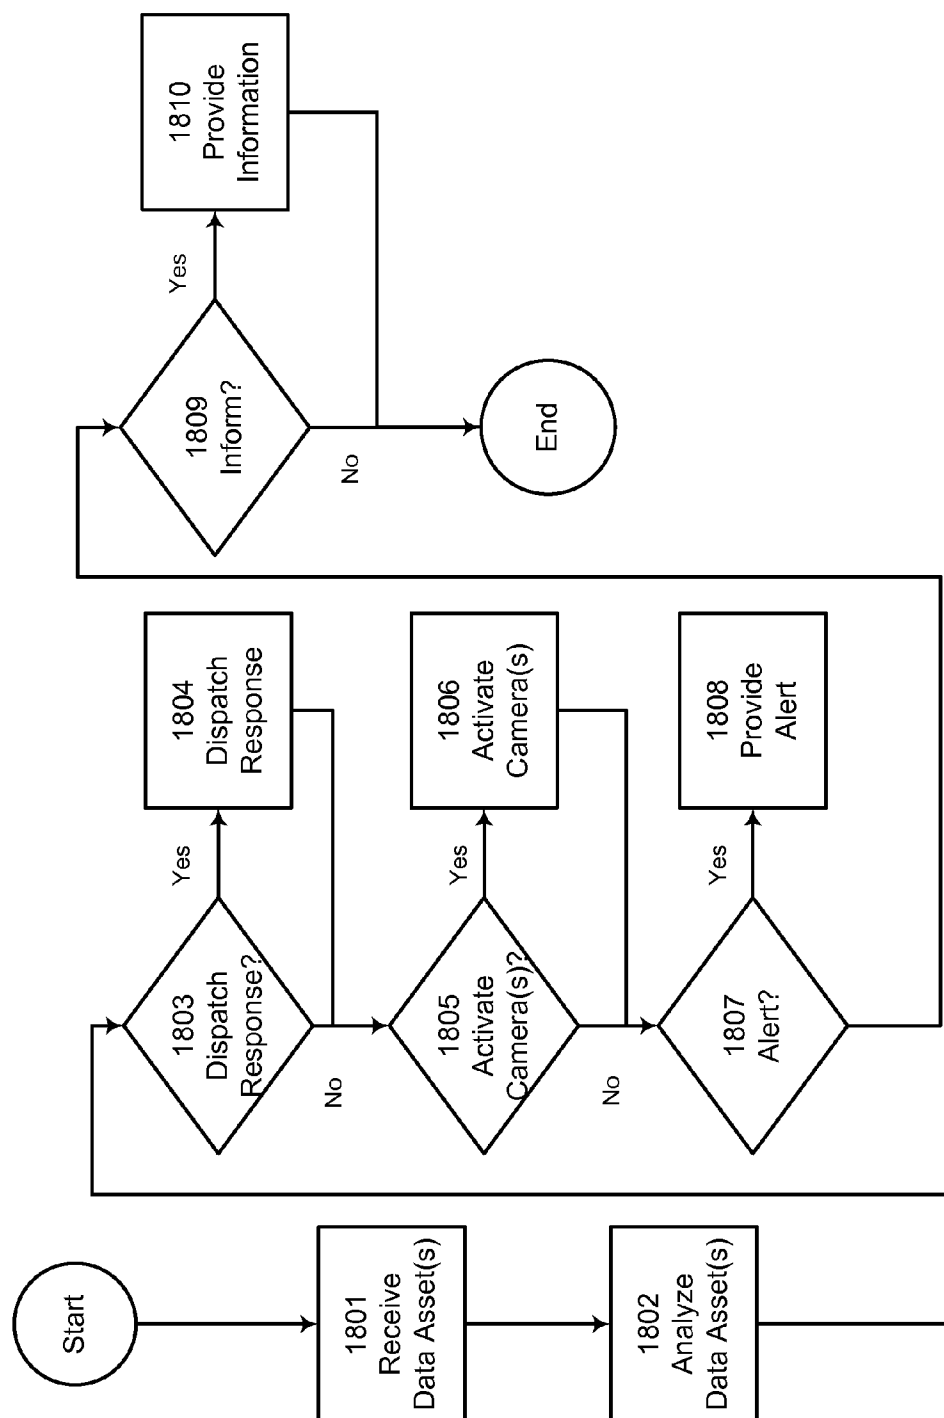 Start
1801
Receive
Data Asset(s)
1802
Analyze
Data Asset(s)
1803
Dispatch
Response?
Yes
No
1804
Dispatch
Response
1805
Activate
Camera(s)?
Yes
No
1806
Activate
Camera(s)
1807
Alert?
Yes
1808
Provide
Alert
1809
Inform?
Yes
No
1810
Provide
Information
End